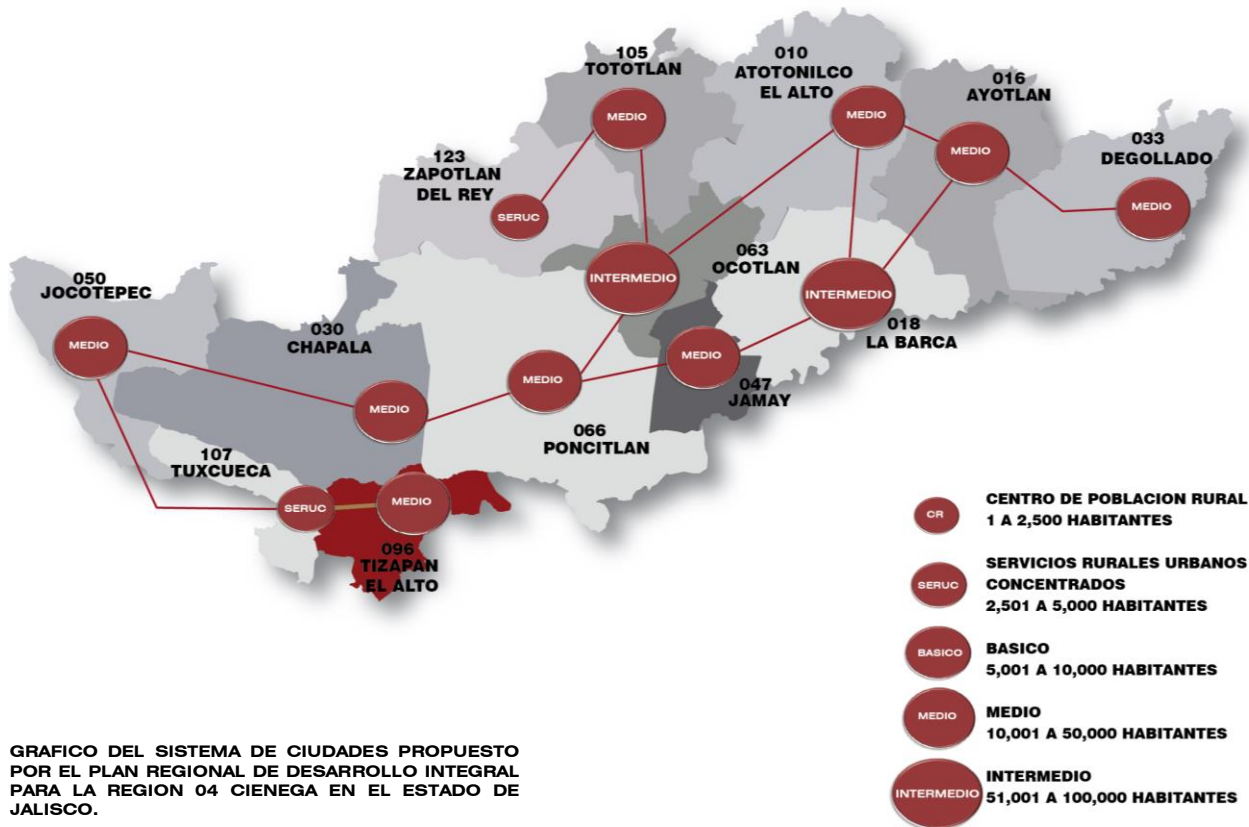 105
TOTOTLAN
MEDIO
010
ATOTONILCO
EL ALTO
MEDIO
016
AYOTLAN
MEDIO
033
DEGOLLADO
MEDIO
123
ZAPOTLAN
DEL REY
SERUC
INTERMEDIO
063
OCOTLAN
INTERMEDIO
018
LA BARCA
050
JOCOTEPEC
MEDIO
030
CHAPALA
MEDIO
MEDIO
066
PONCITLAN
MEDIO
047
JAMAY
107
TUXCUECA
SERUC
MEDIO
096
TIZAPAN
EL ALTO
CR
CENTRO DE POBLACION RURAL
1 A 2,500 HABITANTES
SERUC
SERVICIOS RURALES URBANOS
CONCENTRADOS
2,501 A 5,000 HABITANTES
BASICO
BASICO
5,001 A 10,000 HABITANTES
MEDIO
MEDIO
10,001 A 50,000 HABITANTES
INTERMEDIO
INTERMEDIO
51,001 A 100,000 HABITANTES
GRAFICO DEL SISTEMA DE CIUDADES PROPUESTO
POR EL PLAN REGIONAL DE DESARROLLO INTEGRAL
PARA LA REGION 04 CIENEGA EN EL ESTADO DE
JALISCO.